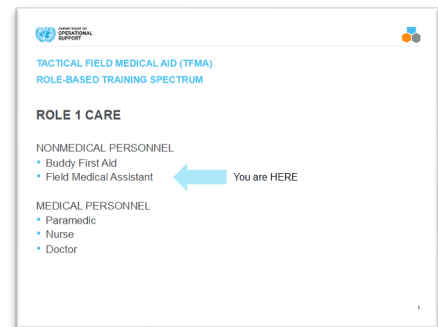 DEPARTMENT OF
OPERATIONAL
SUPPORT
TACTICAL FIELD MEDICAL AID (TFMA)
ROLE-BASED TRAINING SPECTRUM
ROLE 1 CARE
NONMEDICAL PERSONNEL
• Buddy First Aid
• Field Medical Assistant
You are HERE
MEDICAL PERSONNEL
• Paramedic
• Nurse
• Doctor
1